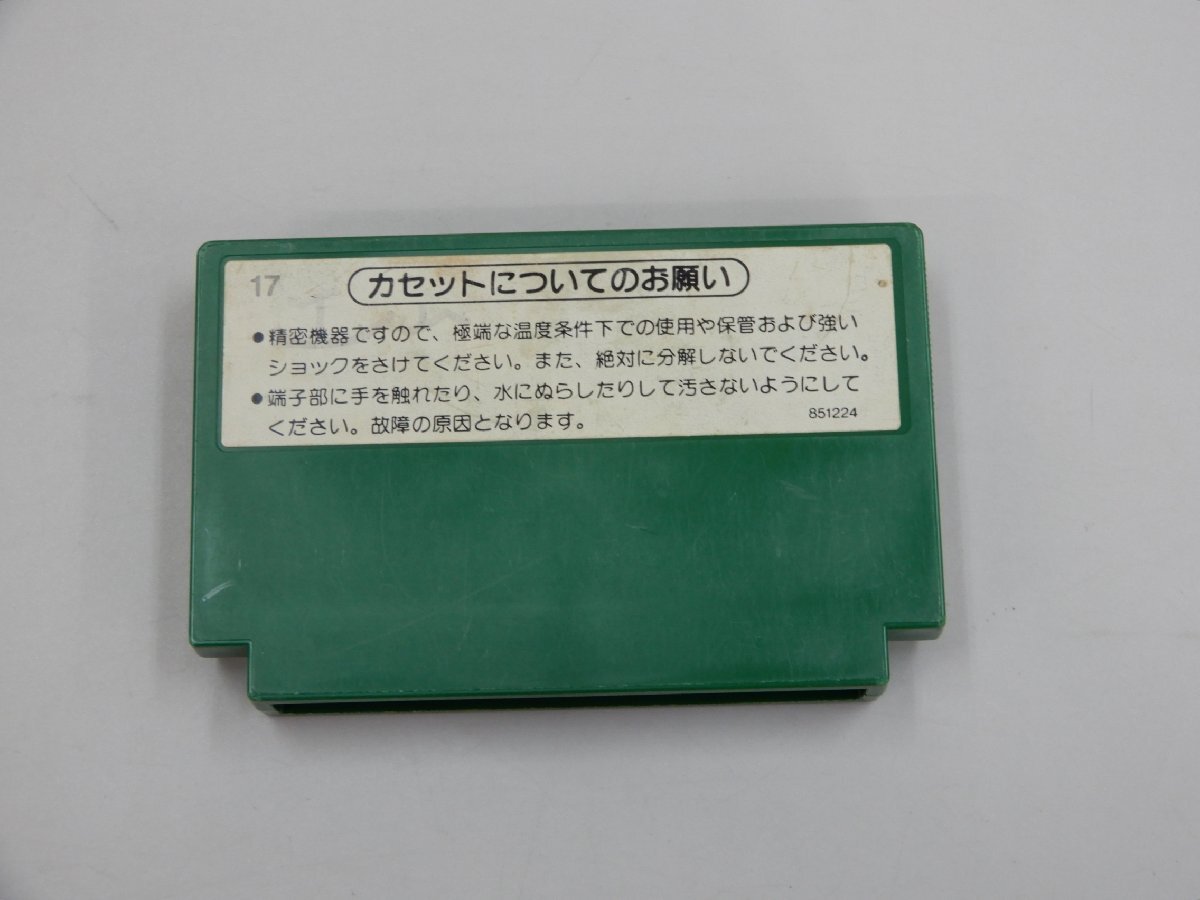 17
カセットについてのお願い
●精密機器ですので、極端な温度条件下での使用や保管および強い
ショックをさけてください。また、絶対に分解しないでください。
●端子部に手を触れたり、水にぬらしたりして汚さないようにして
ください。故障の原因となります。
851224